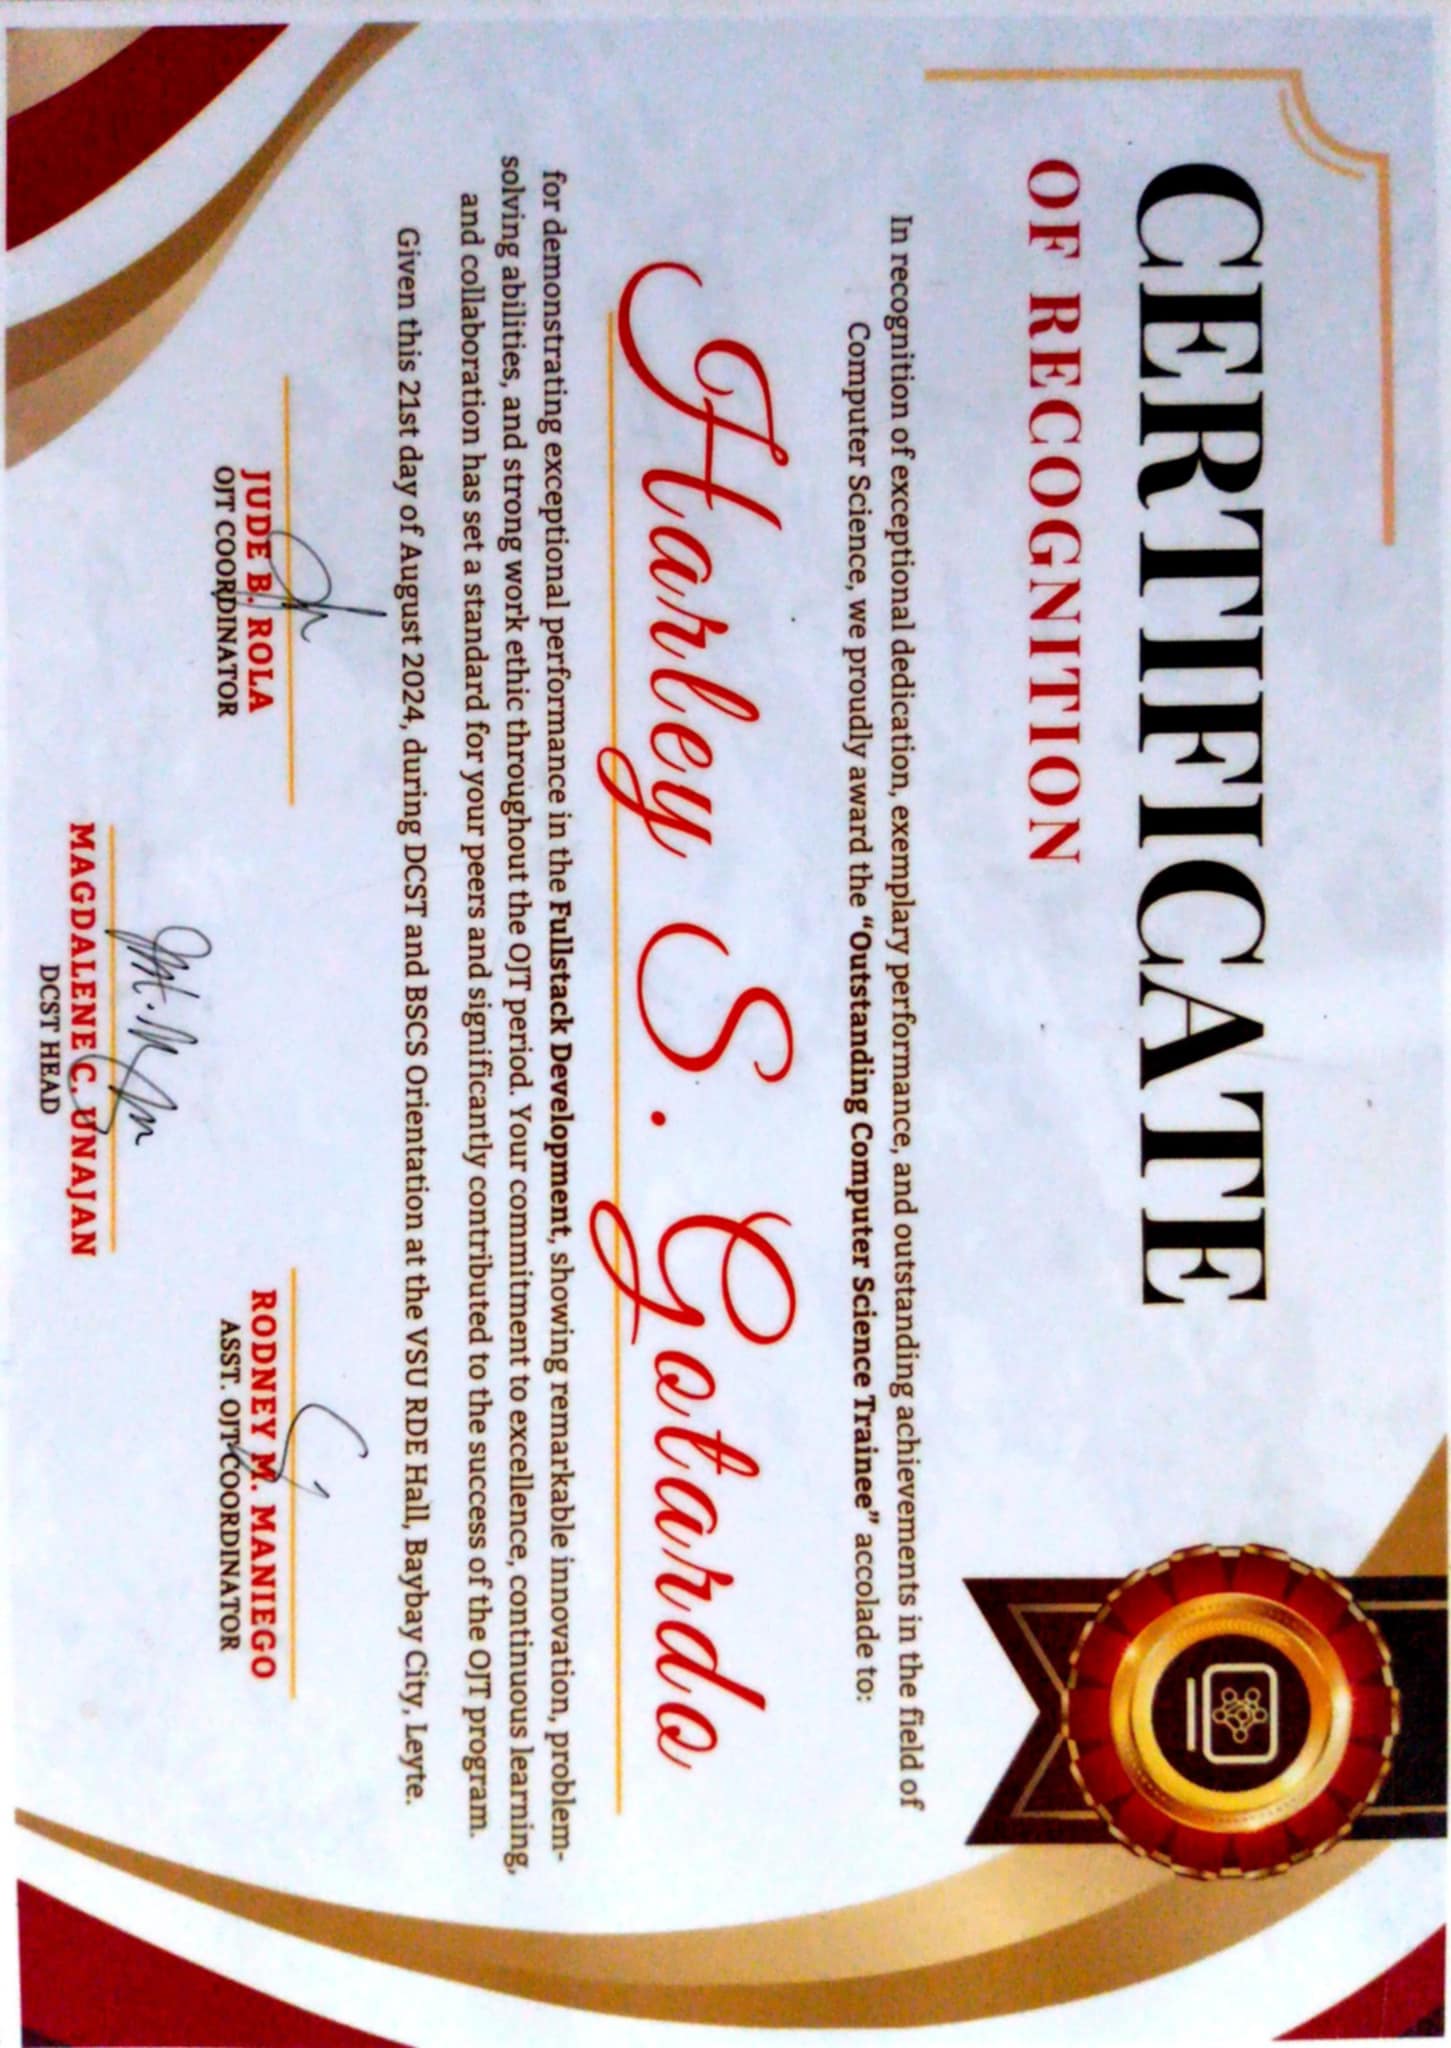 CERTIFICATE
OF RECOGNITION
In recognition of exceptional dedication, exemplary performance, and outstanding achievements in the field of
Computer Science, we proudly award the “Outstanding Computer Science Trainee” accolade to:
Harley S. Gotardo
for demonstrating exceptional performance in the Fullstack Development, showing remarkable innovation, problem-
solving abilities, and strong work ethic throughout the OJT period. Your commitment to excellence, continuous learning,
and collaboration has set a standard for your peers and significantly contributed to the success of the OJT program.
Given this 21st day of August 2024, during DCST and BSCS Orientation at the VSU RDE Hall, Baybay City, Leyte.
JUDE B. ROLA
OJT COORDINATOR
RODNEY M. MANIEGO
ASST. OJT COORDINATOR
MAGDALENE C. UNAJAN
DCST HEAD